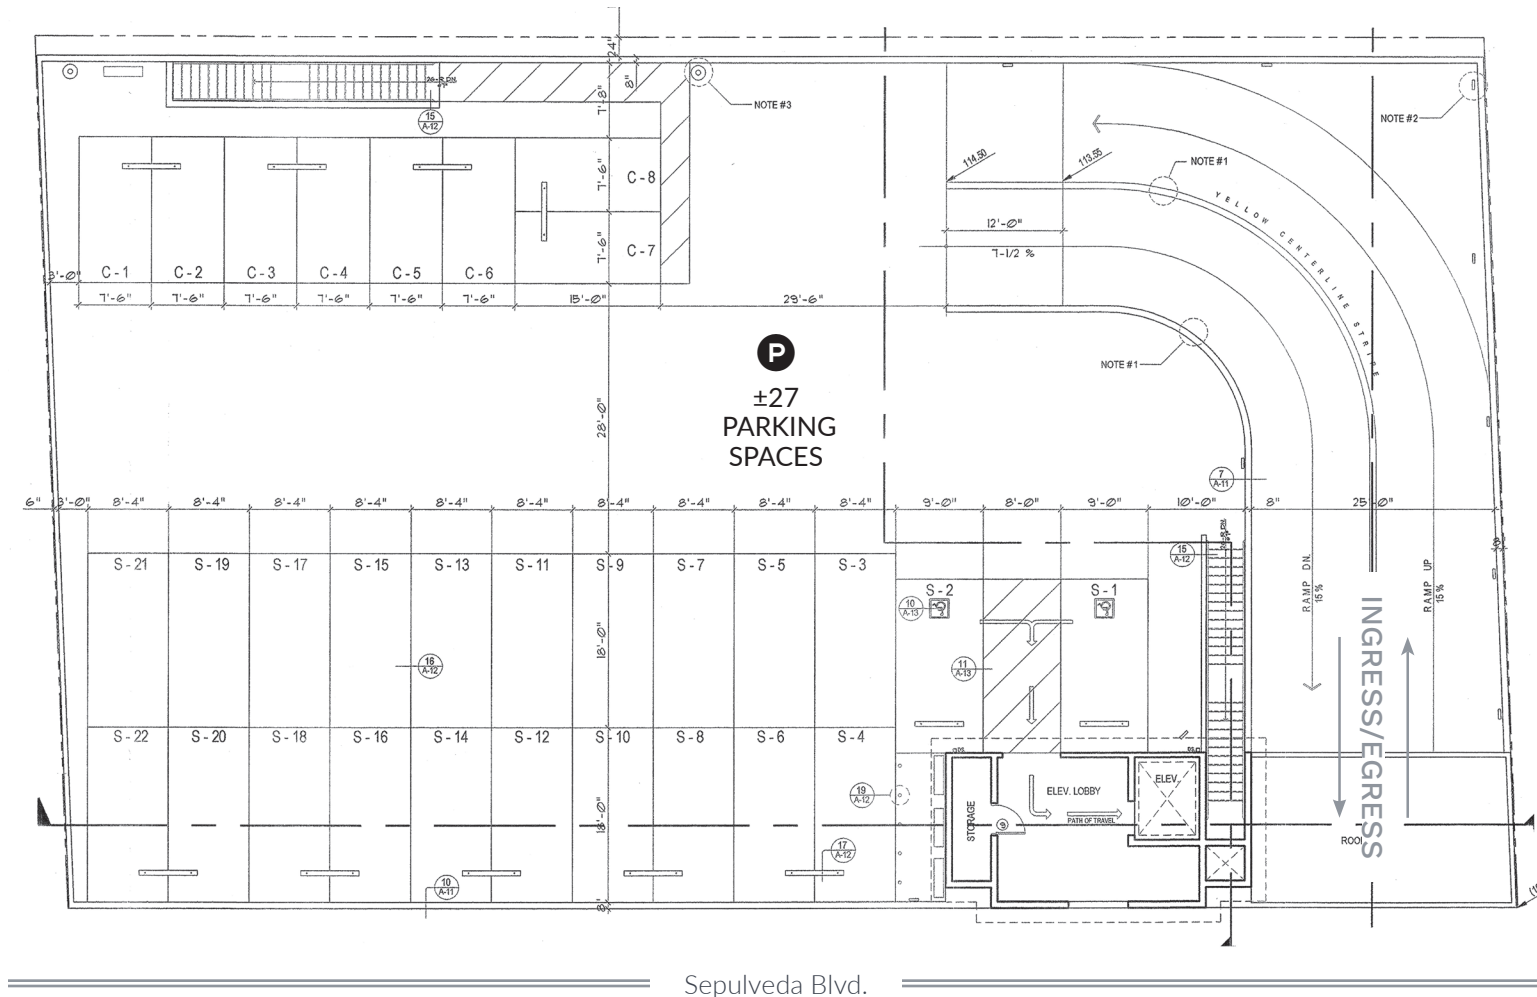 24"
8"
7'-8"
26-R DN.
15
A-12
NOTE #3
NOTE #2
NOTE #1
114.50
113.55
YELLOW CENTERLINE STRIPE
7'-6"
C - 8
7'-6"
C - 7
12'-0"
7-1/2 %
3'-0"
C - 1
C - 2
C - 3
C - 4
C - 5
C - 6
7'-6"
7'-6"
7'-6"
7'-6"
7'-6"
7'-6"
15'-0"
29'-6"
P
±27
PARKING
SPACES
28'-0"
NOTE #1
7
A-11
6"
3'-0"
8'-4"
8'-4"
8'-4"
8'-4"
8'-4"
8'-4"
8'-4"
8'-4"
8'-4"
8'-4"
9'-0"
8'-0"
9'-0"
10'-0"
8"
25'-0"
S - 21
S - 19
S - 17
S - 15
S - 13
S - 11
S - 9
S - 7
S - 5
S - 3
S - 2
S - 1
15
A-12
10
A-13
11
A-13
RAMP DN.
15%
RAMP UP
15%
INGRESS/EGRESS
18'-0"
16
A-12
S - 22
S - 20
S - 18
S - 16
S - 14
S - 12
S - 10
S - 8
S - 6
S - 4
DS.
DS.
19
A-12
STORAGE
ELEV. LOBBY
PATH OF TRAVEL
ELEV.
18'-0"
17
A-12
10
A-11
8"
Sepulveda Blvd.